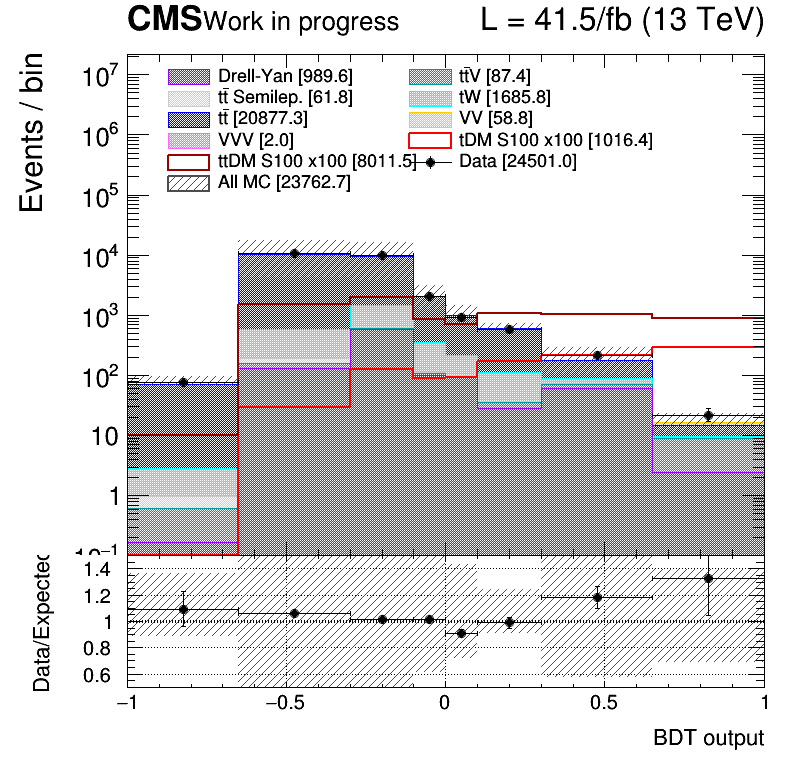 CMS Work in progress L = 41.5/fb (13 TeV)
Events / bin
10⁷
10⁶
10⁵
10⁴
10³
10²
10
1
10⁻¹
Drell-Yan [989.6]
tt̄V [87.4]
tt̄ Semilep. [61.8]
tW [1685.8]
tt̄ [20877.3]
VV [58.8]
VVV [2.0]
tDM S100 x100 [1016.4]
ttDM S100 x100 [8011.5]
Data [24501.0]
All MC [23762.7]
Data/Expected
1.4
1.2
1
0.8
0.6
−1 −0.5 0 0.5 1
BDT output